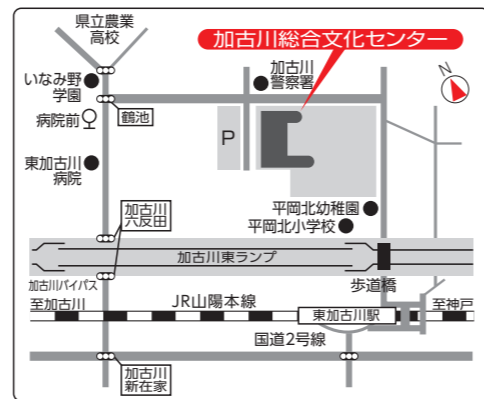 県立農業
高校
加古川総合文化センター
いなみ野
学園
加古川
警察署
N
病院前
鶴池
P
東加古川
病院
加古川
六反田
平岡北幼稚園
平岡北小学校
加古川東ランプ
加古川バイパス
歩道橋
至加古川
JR山陽本線
東加古川駅
至神戸
国道2号線
加古川
新在家